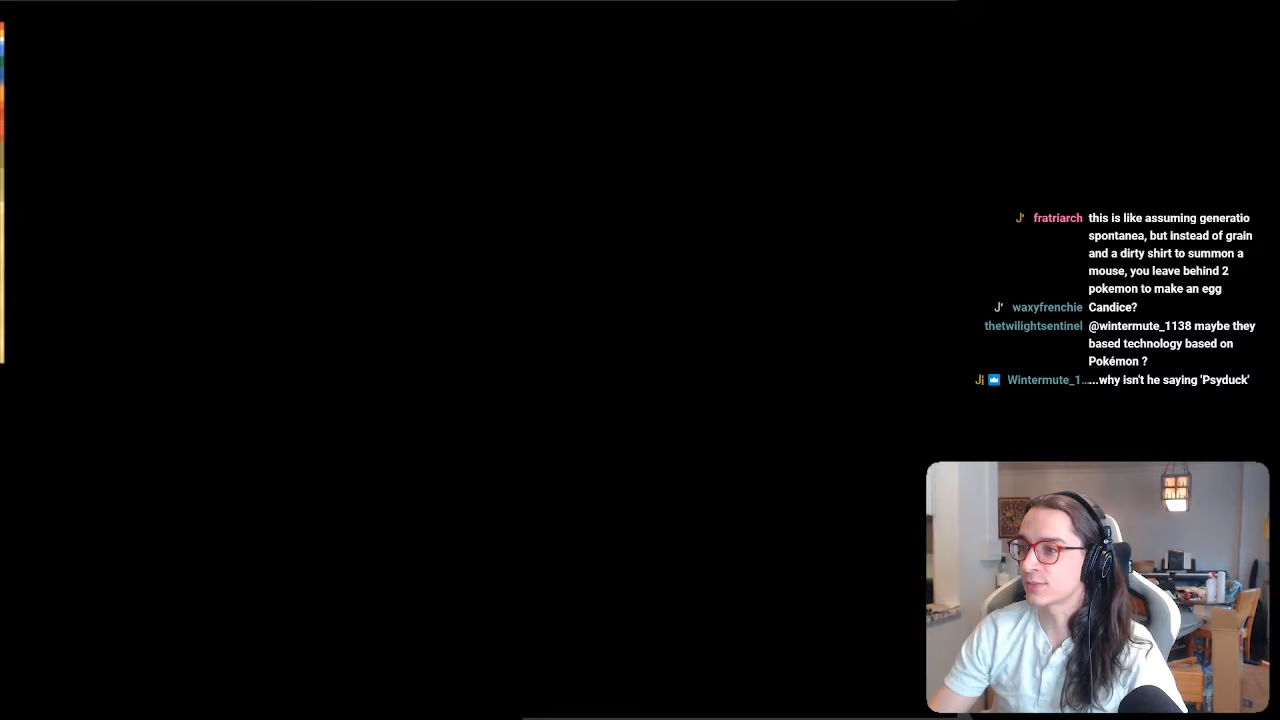 fratriarch this is like assuming generatio
spontanea, but instead of grain
and a dirty shirt to summon a
mouse, you leave behind 2
pokemon to make an egg
waxyfrenchie Candice?
thetwilightsentinel @wintermute_1138 maybe they
based technology based on
Pokémon ?
Wintermute_1... ...why isn't he saying 'Psyduck'